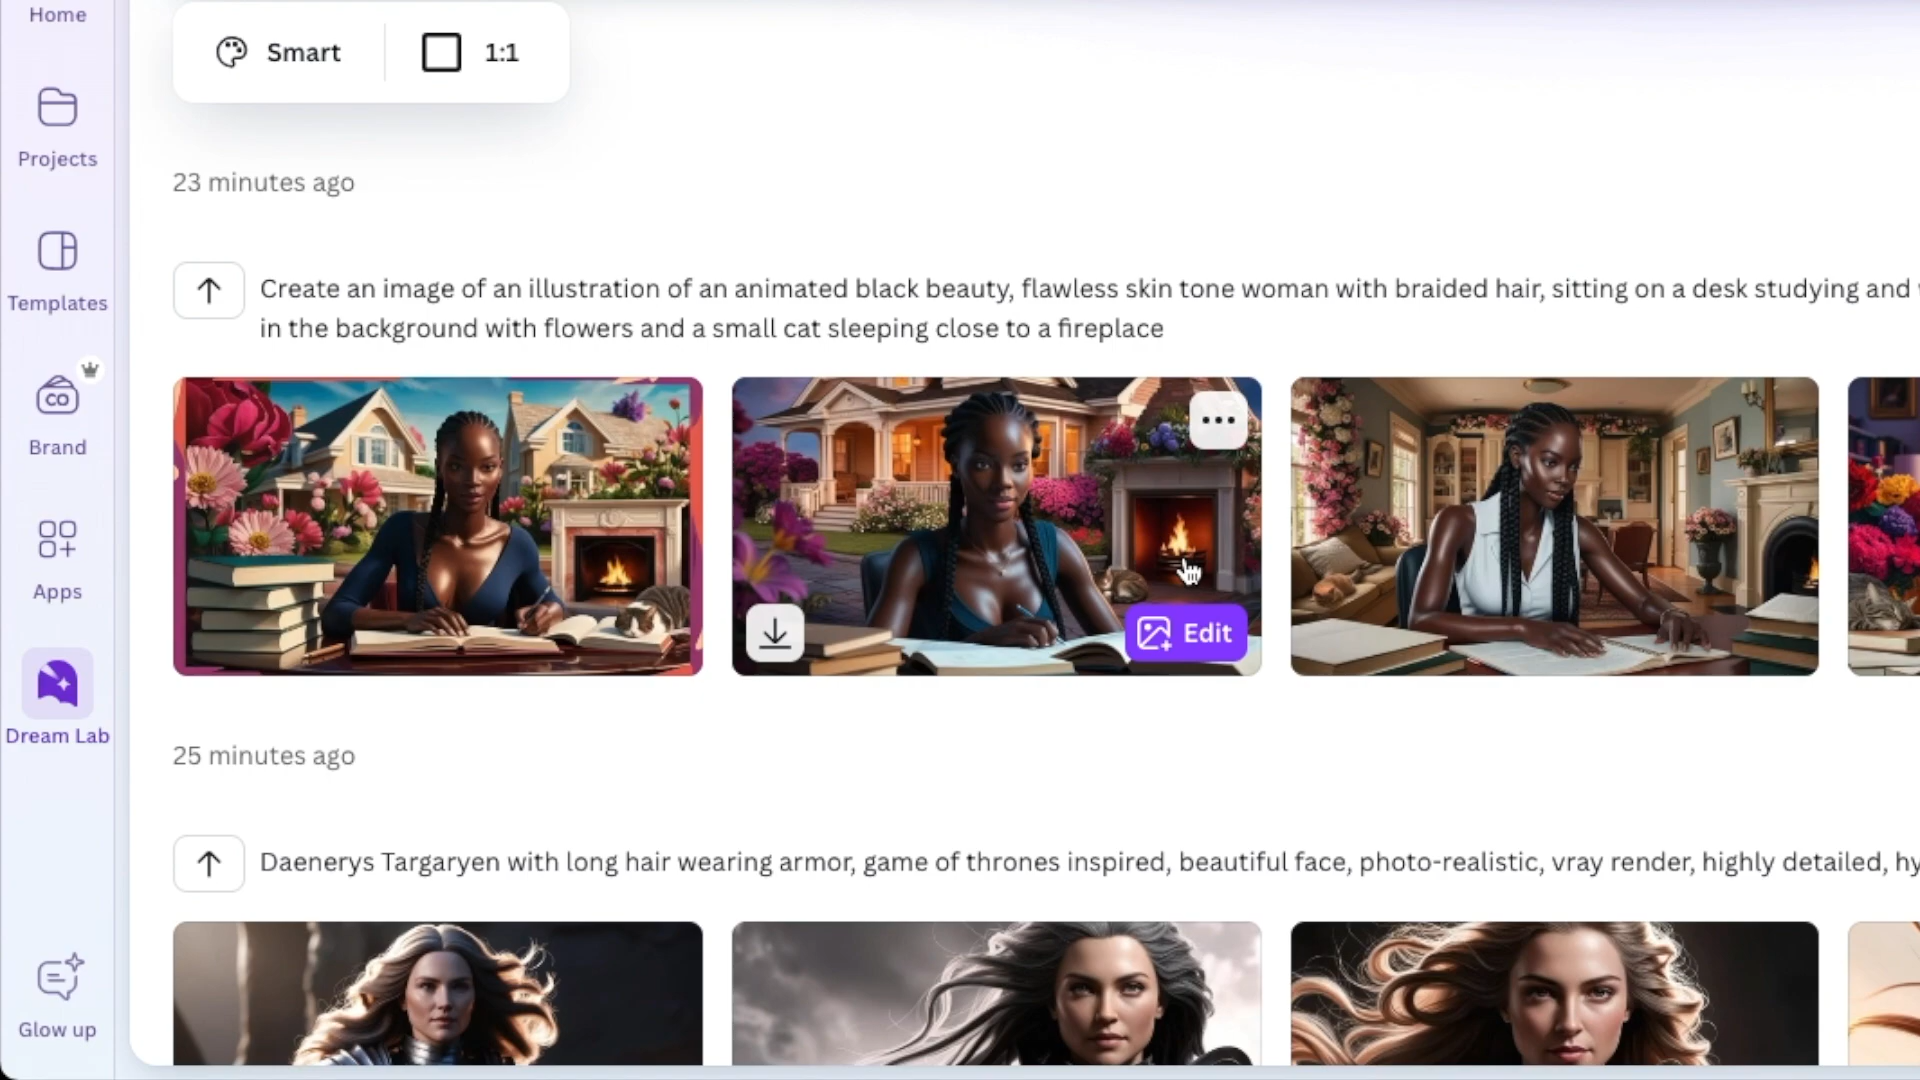 Home
Smart
1:1
Projects
23 minutes ago
Templates
Create an image of an illustration of an animated black beauty, flawless skin tone woman with braided hair, sitting on a desk studying and
in the background with flowers and a small cat sleeping close to a fireplace
CO
Brand
Apps
Edit
Dream Lab
25 minutes ago
Daenerys Targaryen with long hair wearing armor, game of thrones inspired, beautiful face, photo-realistic, vray render, highly detailed, hy
Glow up